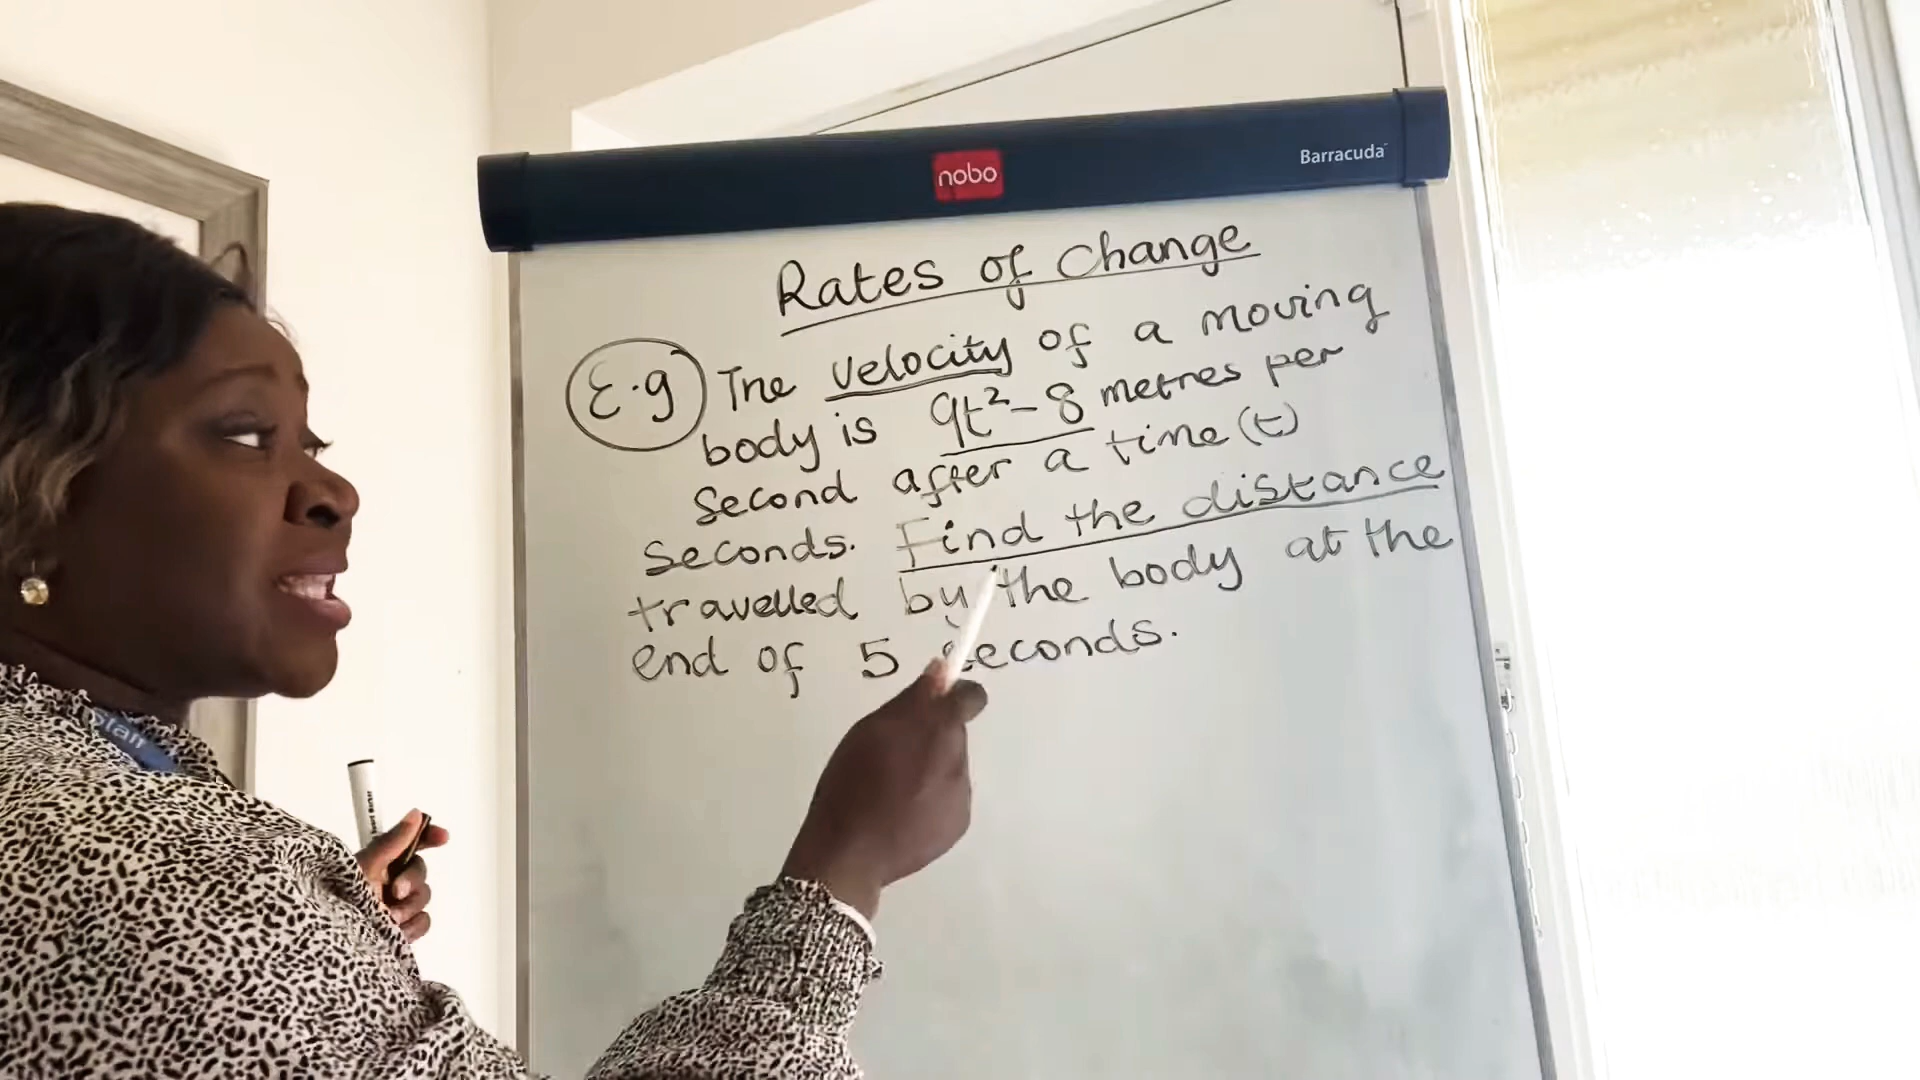 nobo
Barracuda
Rates of change
E.g The velocity of a moving
body is 9t²-8 metres per
second after a time (t)
seconds. Find the distance
travelled by the body at the
end of 5 seconds.